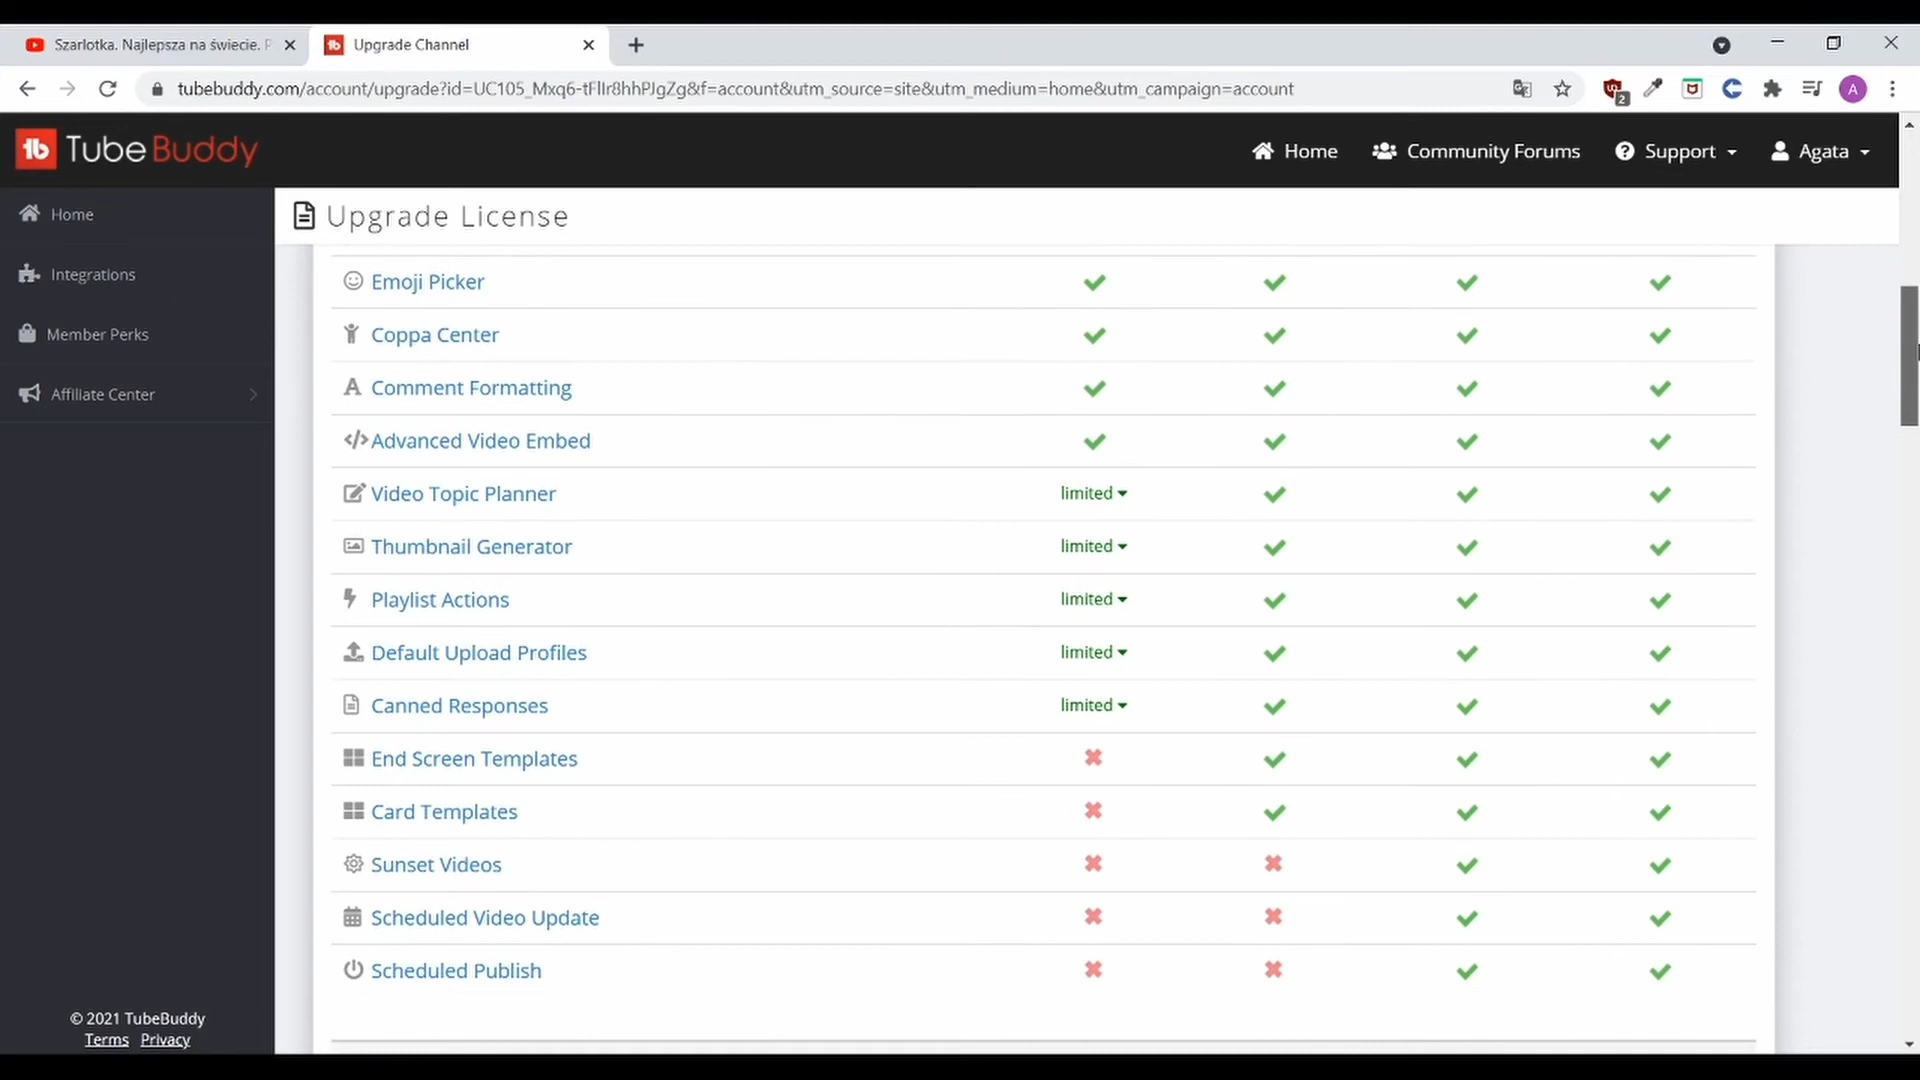 Szarlotka. Najlepsza na świecie. P
Upgrade Channel
tubebuddy.com/account/upgrade?id=UC105_Mxq6-tFlIr8hhPJgZg&f=account&utm_source=site&utm_medium=home&utm_campaign=account
2
A
tb TubeBuddy
Home
Community Forums
Support
Agata
Home
Integrations
Member Perks
Affiliate Center
© 2021 TubeBuddy
Terms Privacy
Upgrade License
Emoji Picker
Coppa Center
Comment Formatting
Advanced Video Embed
Video Topic Planner limited
Thumbnail Generator limited
Playlist Actions limited
Default Upload Profiles limited
Canned Responses limited
End Screen Templates
Card Templates
Sunset Videos
Scheduled Video Update
Scheduled Publish